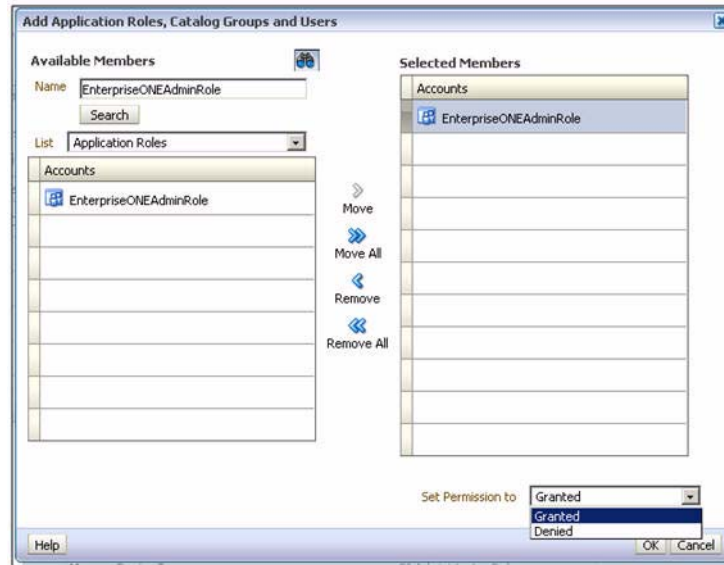 Add Application Roles, Catalog Groups and Users
Available Members
Name EnterpriseONEAdminRole
Search
List Application Roles
Accounts
EnterpriseONEAdminRole
Move
Move All
Remove
Remove All
Selected Members
Accounts
EnterpriseONEAdminRole
Set Permission to Granted
Granted
Denied
Help
OK Cancel